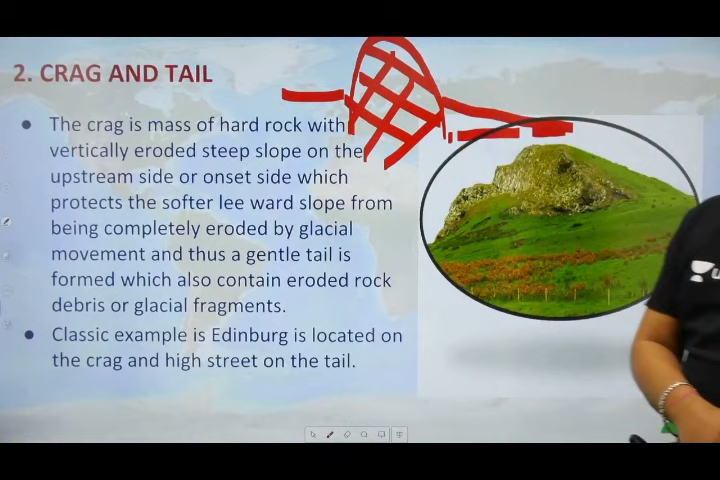 2. CRAG AND TAIL
● The crag is mass of hard rock with
vertically eroded steep slope on the
upstream side or onset side which
protects the softer lee ward slope from
being completely eroded by glacial
movement and thus a gentle tail is
formed which also contain eroded rock
debris or glacial fragments.
● Classic example is Edinburg is located on
the crag and high street on the tail.